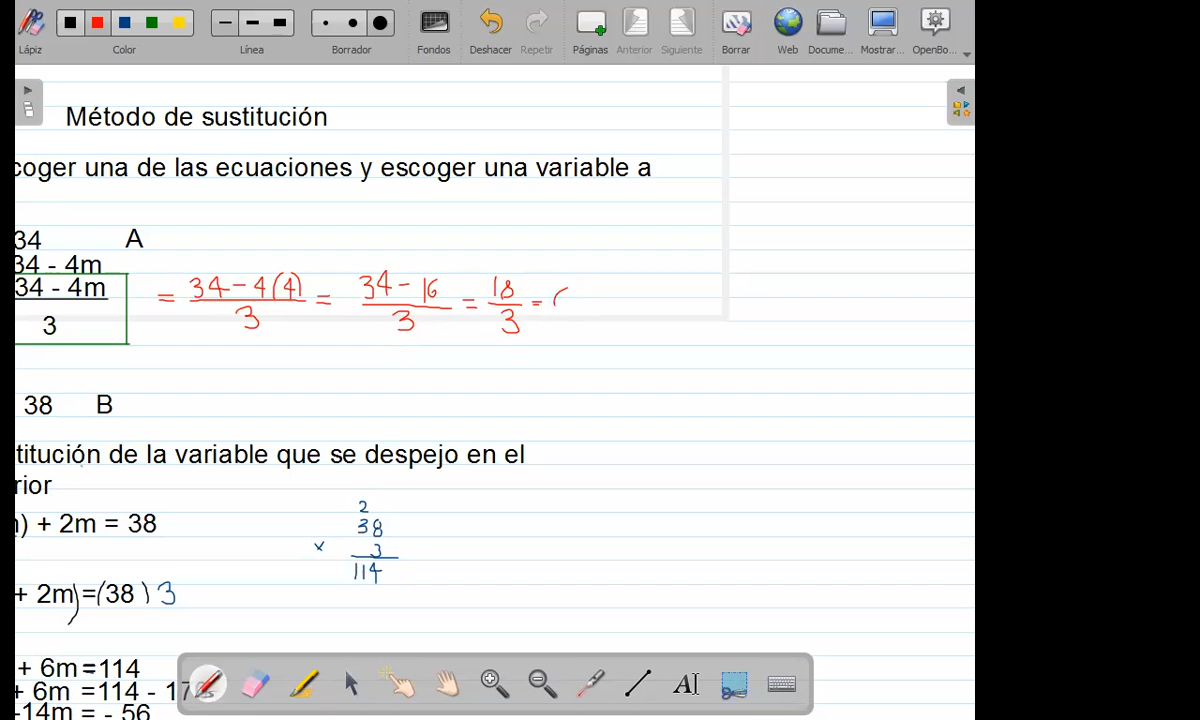 Lápiz Color Línea Borrador Fondos Deshacer Repetir Páginas Anterior Siguiente Borrar Web Docume... Mostrar... OpenBo...
Método de sustitución
coger una de las ecuaciones y escoger una variable a
34 A
34 - 4m
34 - 4m
3
= 34 - 4(4) / 3 = 34 - 16 / 3 = 18 / 3 =
38 B
titución de la variable que se despejo en el
rior
) + 2m = 38
2
38
x 3
114
+ 2m) = (38) 3
+ 6m = 114
+ 6m = 114 - 17
-14m = - 56
AI